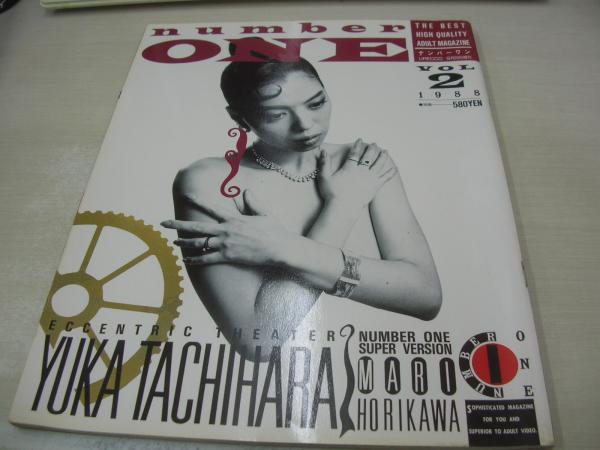 number
ONE
THE BEST
HIGH QUALITY
ADULT MAGAZINE
ナンバーワン
VOL
2
1988
580YEN
ECCENTRIC THEATER
YUKA TACHIHARA
NUMBER ONE
SUPER VERSION
MARI
HORIKAWA
NUMBER
1
ONE
SOPHISTICATED MAGAZINE
FOR YOU AND
SUPERIOR TO ADULT VIDEO.